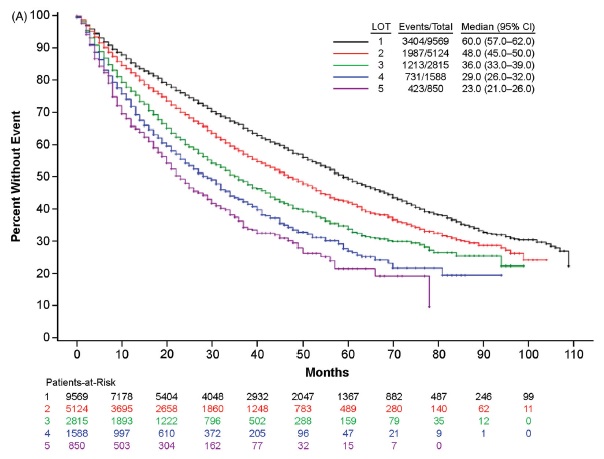 (A)
LOT Events/Total Median (95% CI)
1 3404/9569 60.0 (57.0–62.0)
2 1987/5124 48.0 (45.0–50.0)
3 1213/2815 36.0 (33.0–39.0)
4 731/1588 29.0 (26.0–32.0)
5 423/850 23.0 (21.0–26.0)
Percent Without Event
100
90
80
70
60
50
40
30
20
10
0
0 10 20 30 40 50 60 70 80 90 100 110
Months
Patients-at-Risk
1 9569 7178 5404 4048 2932 2047 1367 882 487 246 99
2 5124 3695 2658 1860 1248 783 489 280 140 62 11
3 2815 1893 1222 796 502 288 159 79 35 12 0
4 1588 997 610 372 205 96 47 21 9 1 0
5 850 503 304 162 77 32 15 7 0